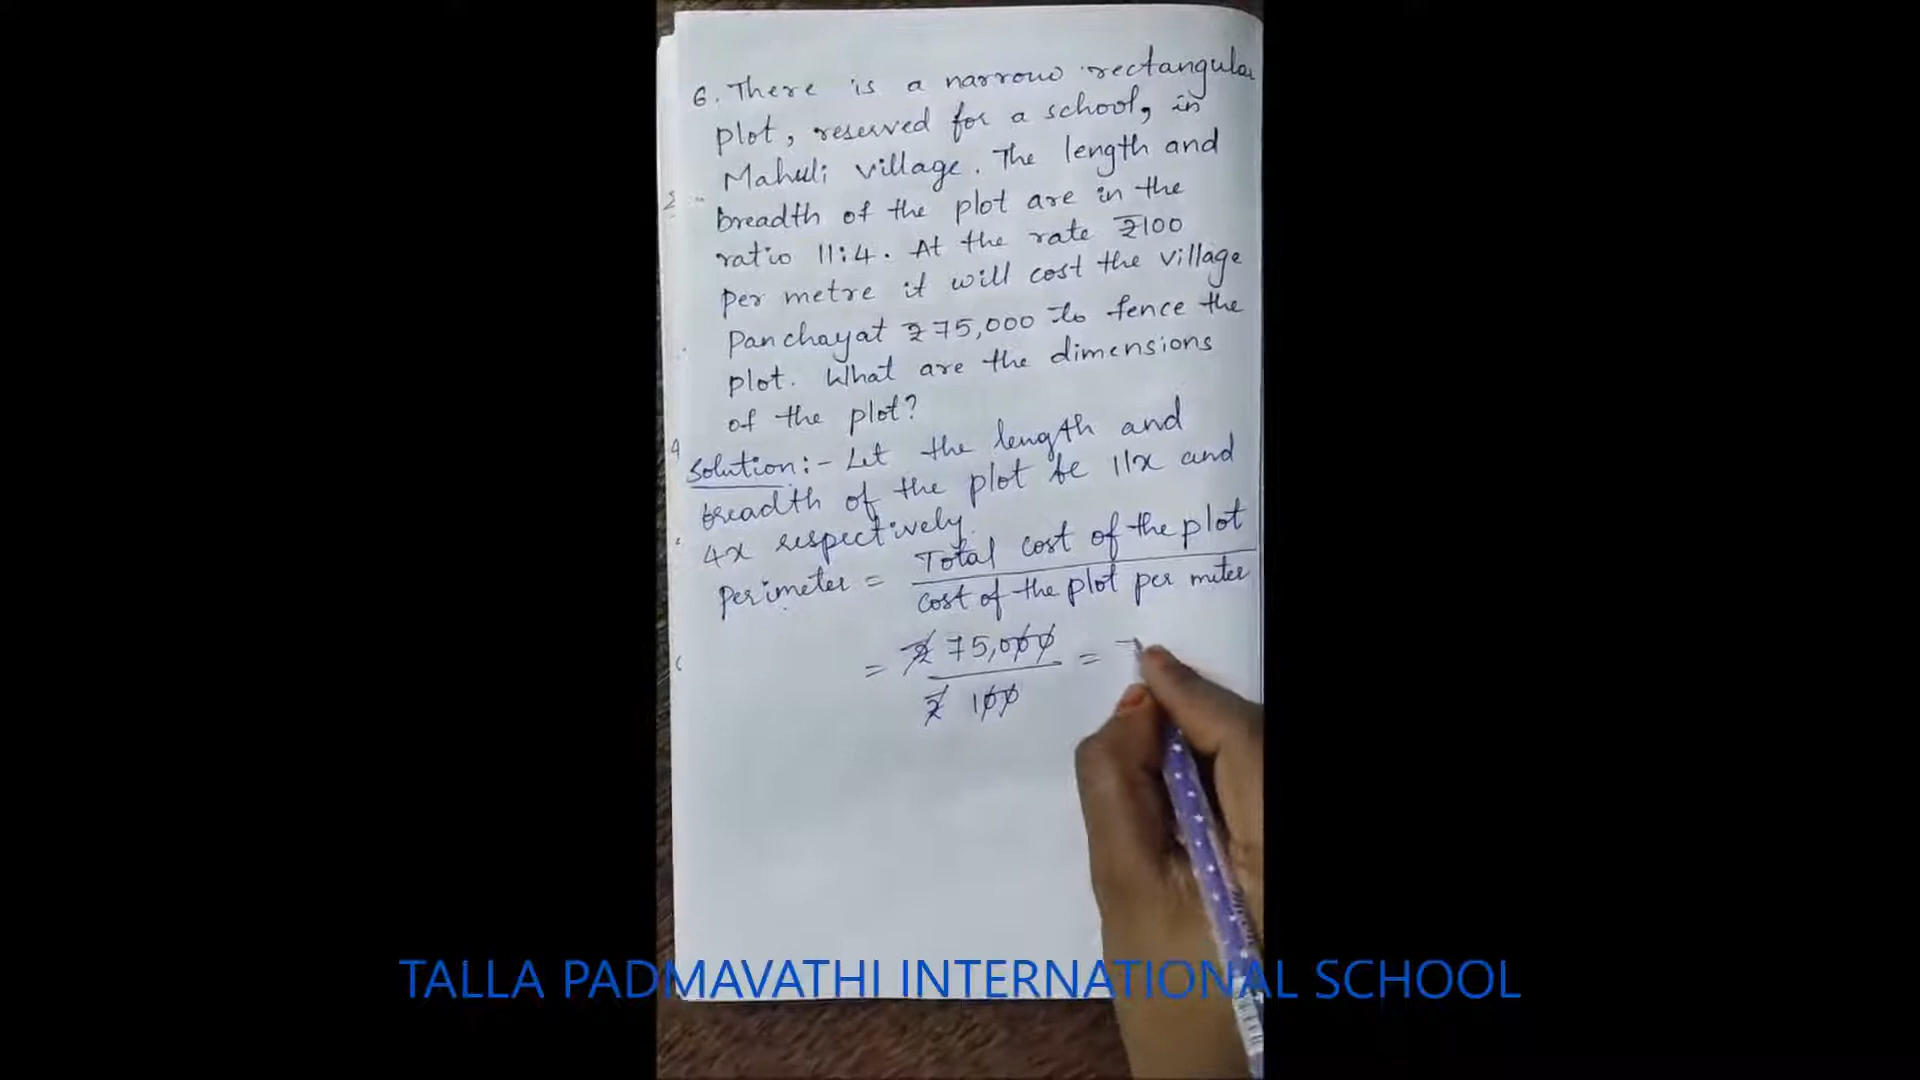 6. There is a narrow rectangular
plot, reserved for a school, in
Mahuli village. The length and
breadth of the plot are in the
ratio 11:4. At the rate ₹100
per metre it will cost the village
Panchayat ₹75,000 to fence the
plot. What are the dimensions
of the plot?
Solution:- Let the length and
breadth of the plot be 11x and
4x respectively.
Perimeter = Total cost of the plot
cost of the plot per meter
= ₹ 75,000 =
₹ 100
TALLA PADMAVATHI INTERNATIONAL SCHOOL